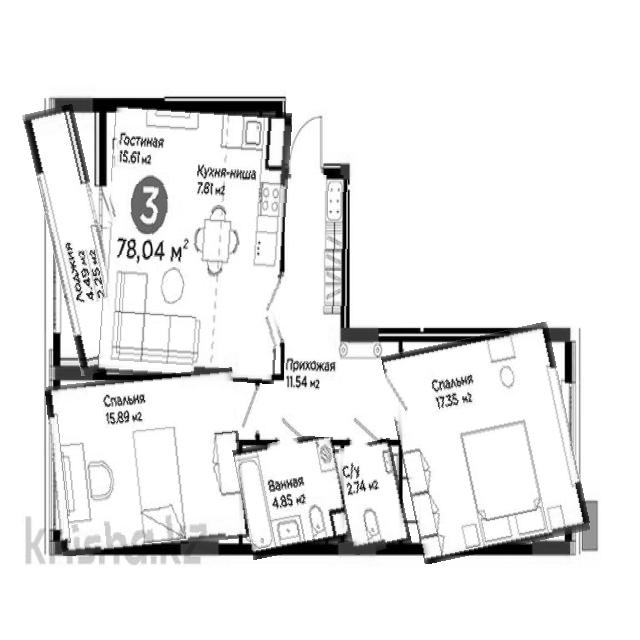 Гостиная
15.61 м2
Кухня-ниша
7.81 м2
3
78,04 м2
Лоджия
4.49 м2
2.25 м2
Прихожая
11.54 м2
Спальня
15.89 м2
Спальня
17.35 м2
Ванная
4.85 м2
С/у
2.74 м2
krisha.kz